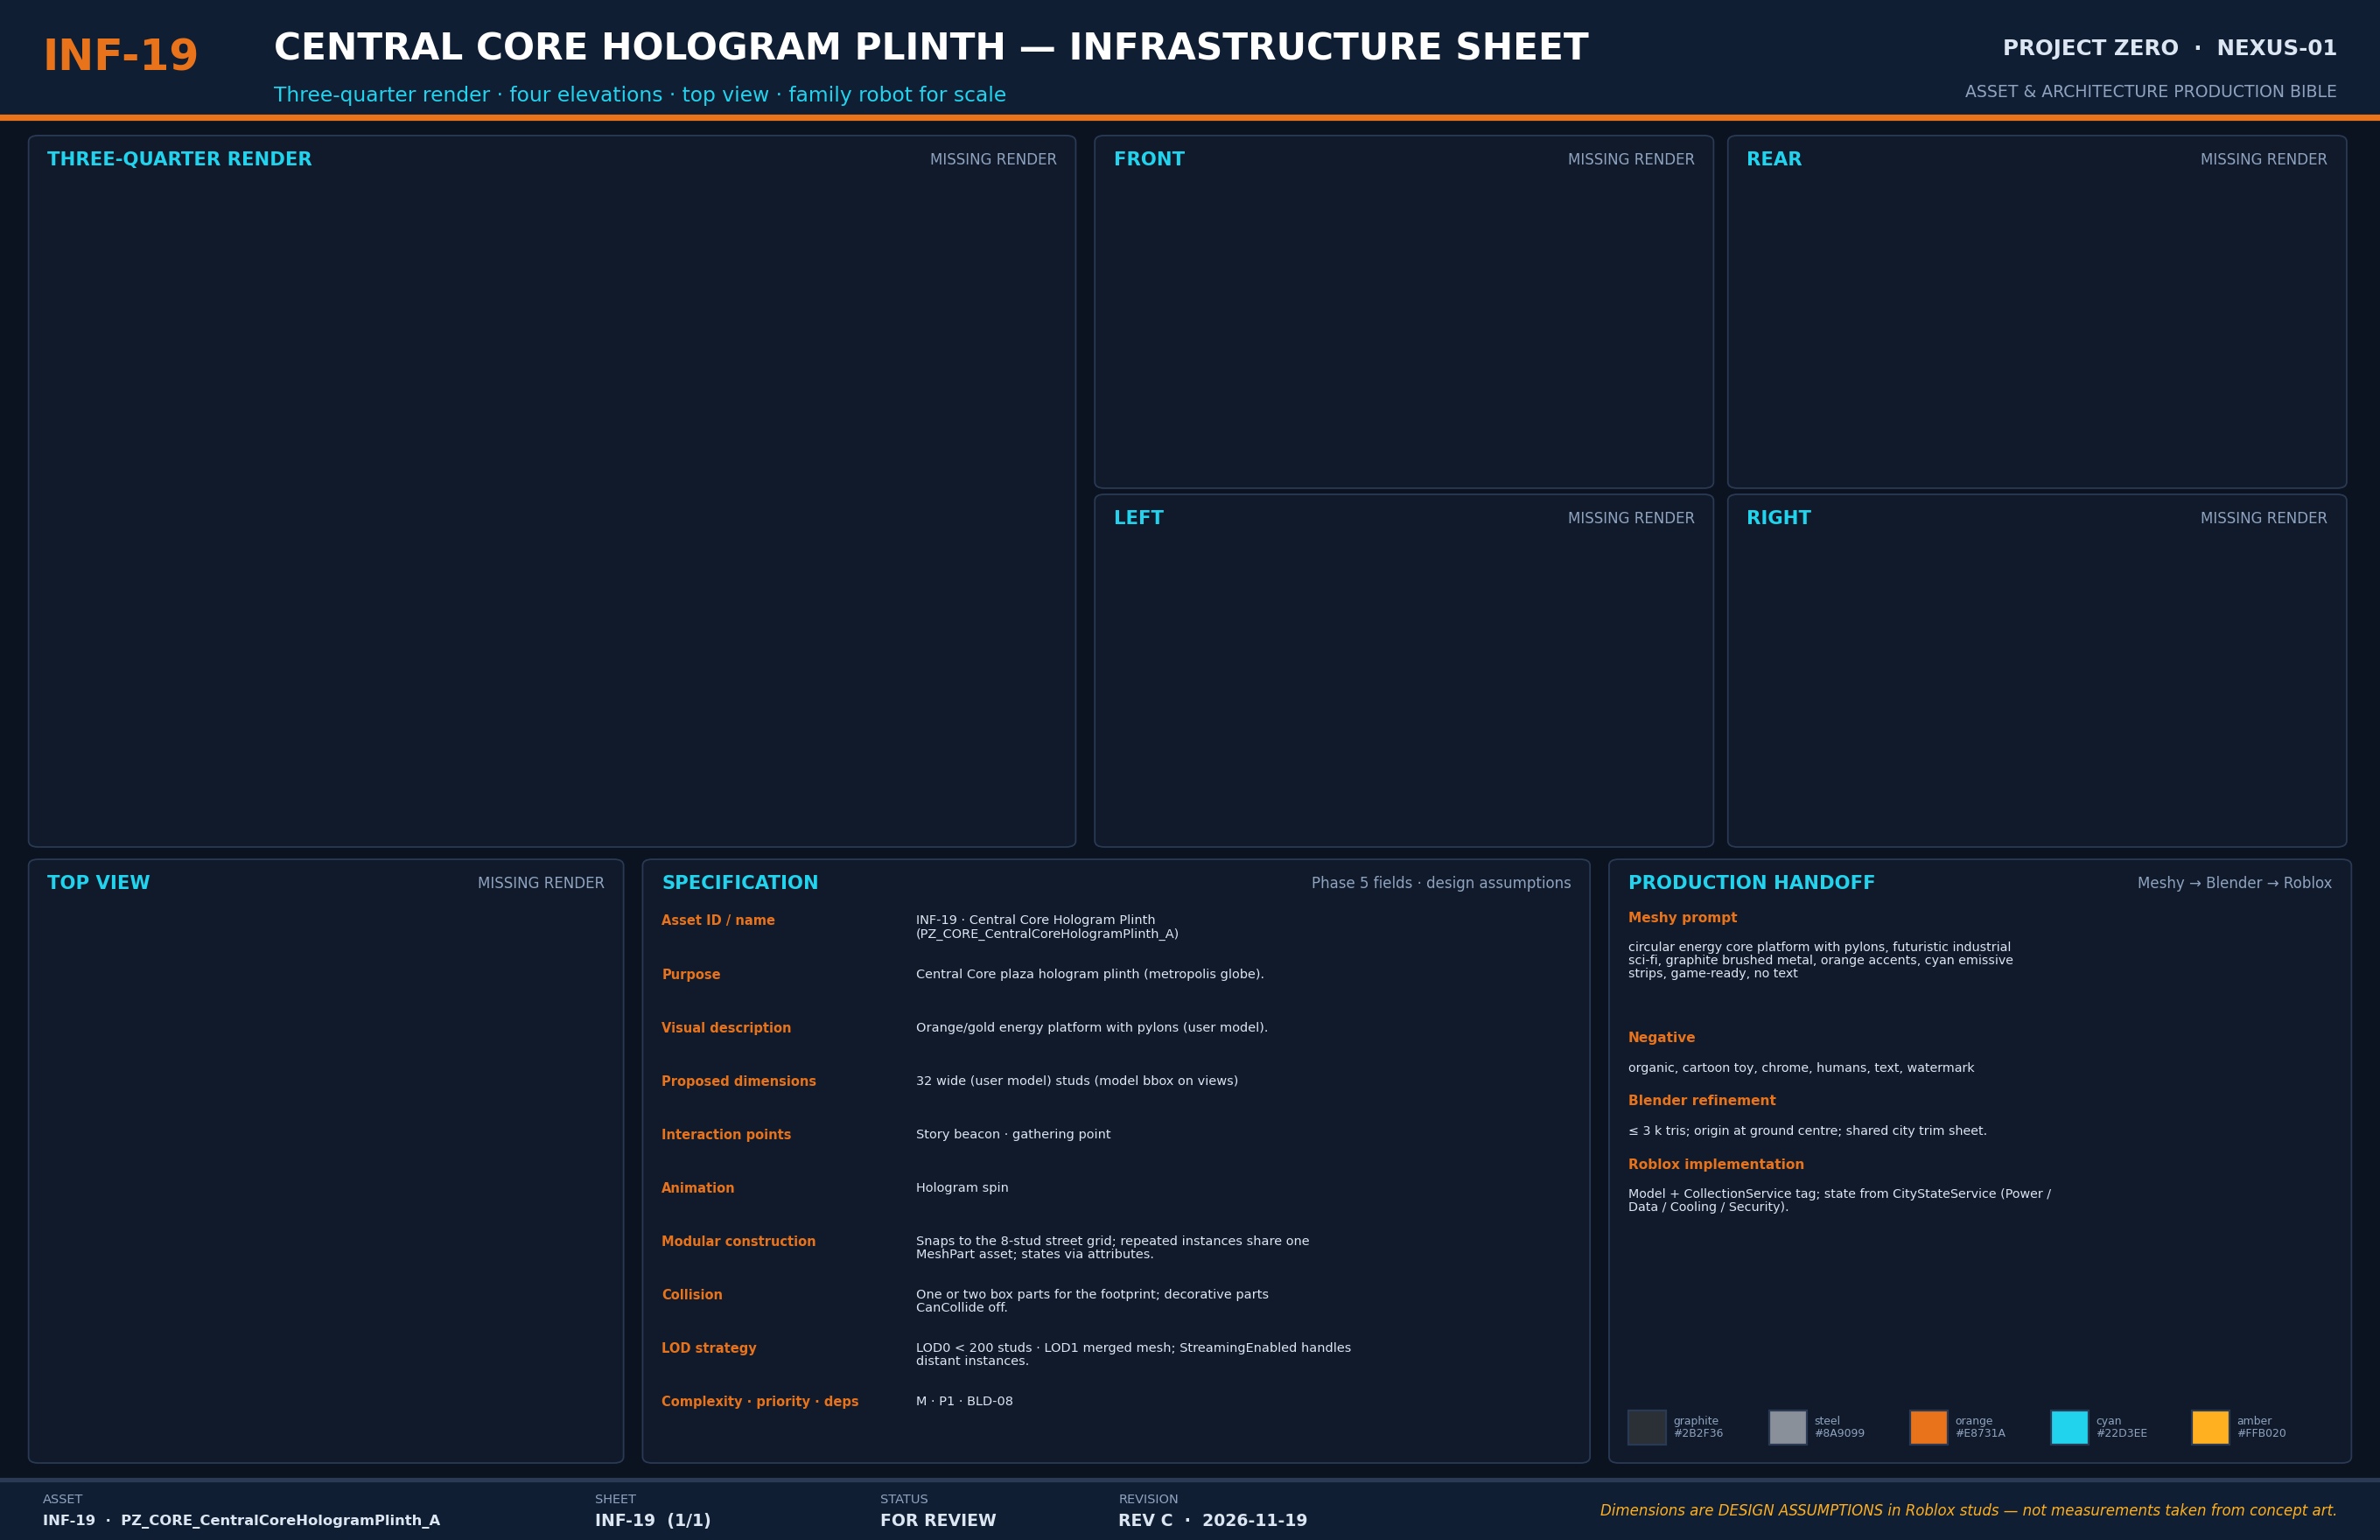 INF-19
CENTRAL CORE HOLOGRAM PLINTH — INFRASTRUCTURE SHEET
Three-quarter render · four elevations · top view · family robot for scale
PROJECT ZERO · NEXUS-01
ASSET & ARCHITECTURE PRODUCTION BIBLE
THREE-QUARTER RENDER
MISSING RENDER
FRONT
MISSING RENDER
REAR
MISSING RENDER
LEFT
MISSING RENDER
RIGHT
MISSING RENDER
TOP VIEW
MISSING RENDER
SPECIFICATION
Phase 5 fields · design assumptions
Asset ID / name
INF-19 · Central Core Hologram Plinth
(PZ_CORE_CentralCoreHologramPlinth_A)
Purpose
Central Core plaza hologram plinth (metropolis globe).
Visual description
Orange/gold energy platform with pylons (user model).
Proposed dimensions
32 wide (user model) studs (model bbox on views)
Interaction points
Story beacon · gathering point
Animation
Hologram spin
Modular construction
Snaps to the 8-stud street grid; repeated instances share one
MeshPart asset; states via attributes.
Collision
One or two box parts for the footprint; decorative parts
CanCollide off.
LOD strategy
LOD0 < 200 studs · LOD1 merged mesh; StreamingEnabled handles
distant instances.
Complexity · priority · deps
M · P1 · BLD-08
PRODUCTION HANDOFF
Meshy → Blender → Roblox
Meshy prompt
circular energy core platform with pylons, futuristic industrial
sci-fi, graphite brushed metal, orange accents, cyan emissive
strips, game-ready, no text
Negative
organic, cartoon toy, chrome, humans, text, watermark
Blender refinement
≤ 3 k tris; origin at ground centre; shared city trim sheet.
Roblox implementation
Model + CollectionService tag; state from CityStateService (Power /
Data / Cooling / Security).
graphite
#2B2F36
steel
#8A9099
orange
#E8731A
cyan
#22D3EE
amber
#FFB020
ASSET
INF-19 · PZ_CORE_CentralCoreHologramPlinth_A
SHEET
INF-19 (1/1)
STATUS
FOR REVIEW
REVISION
REV C · 2026-11-19
Dimensions are DESIGN ASSUMPTIONS in Roblox studs — not measurements taken from concept art.